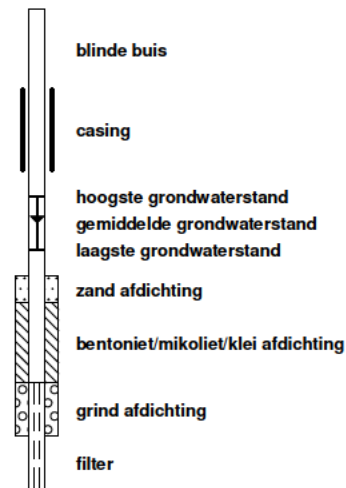 blinde buis
casing
hoogste grondwaterstand
gemiddelde grondwaterstand
laagste grondwaterstand
zand afdichting
bentoniet/mikoliet/klei afdichting
grind afdichting
filter